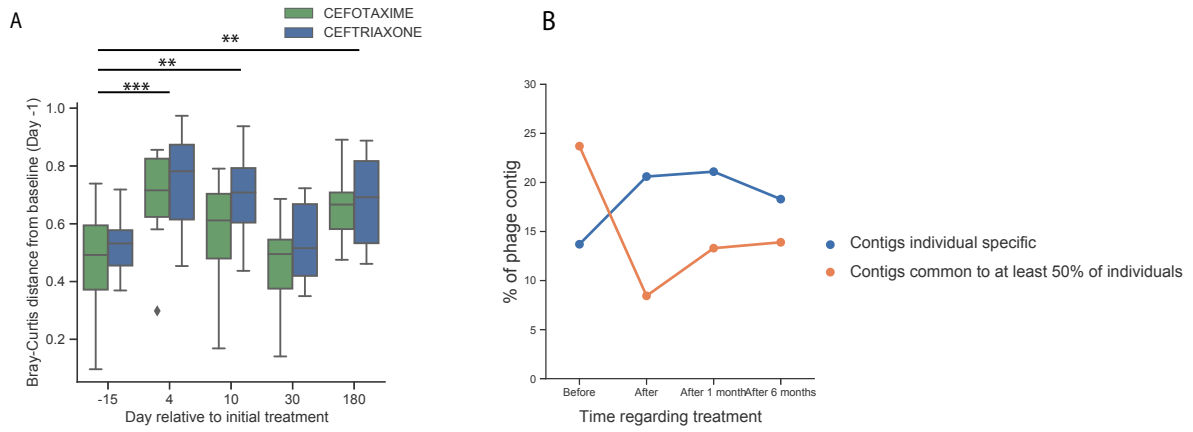 A
CEFOTAXIME
CEFTRIAXONE
**
**
***
Bray-Curtis distance from baseline (Day -1)
1.0
0.8
0.6
0.4
0.2
-15 4 10 30 180
Day relative to initial treatment
B
% of phage contig
30
25
20
15
10
5
0
Before After After 1 month After 6 months
Time regarding treatment
Contigs individual specific
Contigs common to at least 50% of individuals